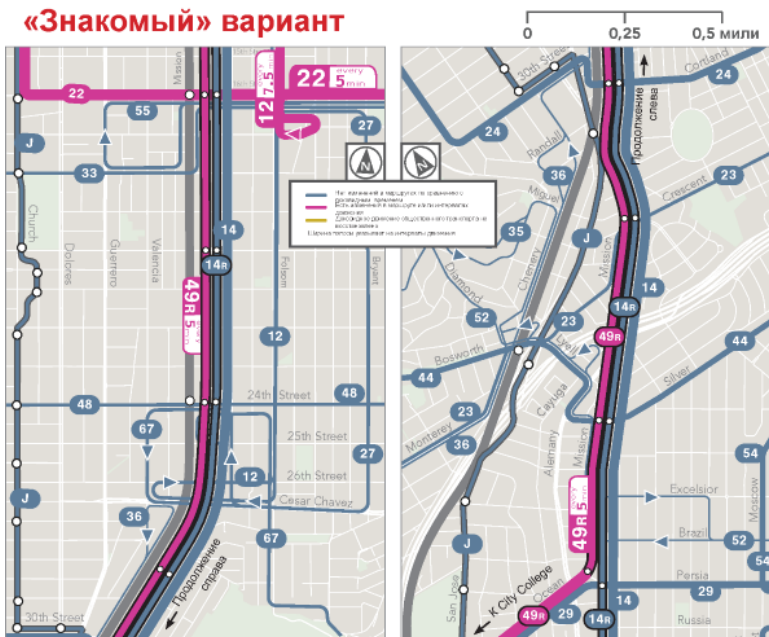 «Знакомый» вариант
0
0,25
0,5 мили
Mission
22
22
every
5 min
12
7.5
55
27
J
33
Church
Dolores
Guerrero
Valencia
14
14R
Folsom
Bryant
49R
5 min
12
48
24th Street
48
67
25th Street
26th Street
12
27
Cesar Chavez
J
36
67
Продолжение
справа
30th Street
30th Street
Cortland
24
24
Продолжение
слева
Randall
36
Miguel
23
Crescent
35
J
Chenery
Mission
14
Diamond
14R
52
23
Lyell
49R
44
Bosworth
44
Silver
Cayuga
23
Monterey
36
Alemany
Mission
54
Excelsior
Moscow
49R
5 min
Brazil
52
J
54
San Jose
К City College
Ocean
Persia
29
49R
29
14
14R
Russia